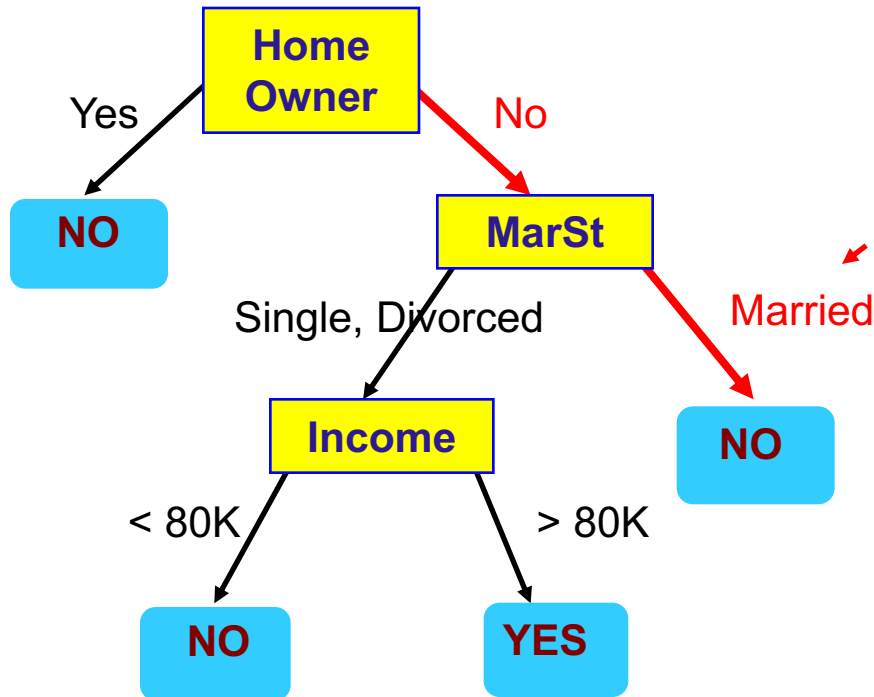 Home
Owner
Yes
No
NO
MarSt
Single, Divorced
Married
Income
NO
< 80K
> 80K
NO
YES